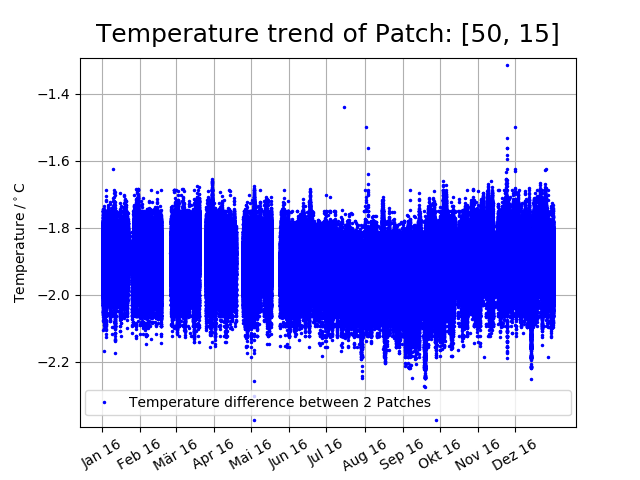 Temperature trend of Patch: [50, 15]
−1.4
−1.6
−1.8
−2.0
−2.2
Temperature /°C
Temperature difference between 2 Patches
Jan 16
Feb 16
Mär 16
Apr 16
Mai 16
Jun 16
Jul 16
Aug 16
Sep 16
Okt 16
Nov 16
Dez 16